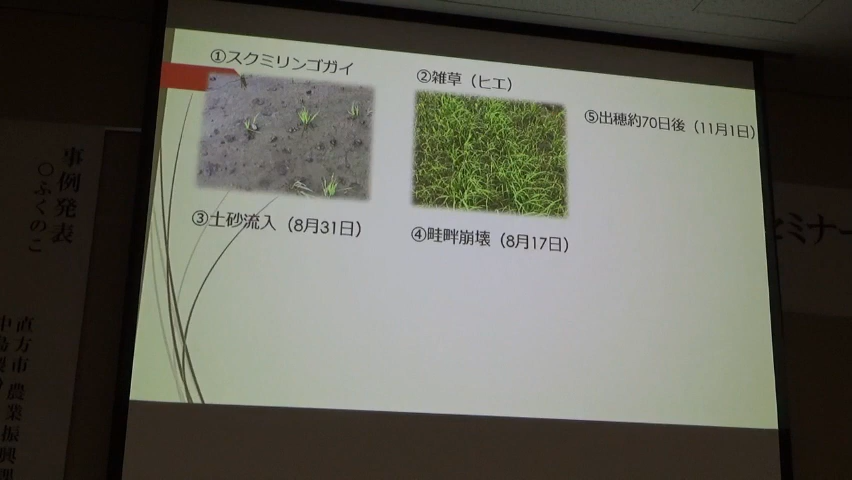 ①スクミリンゴガイ
②雑草（ヒエ）
⑤出穂約70日後（11月1日）
③土砂流入（8月31日）
④畦畔崩壊（8月17日）
事例発表
○ふくのこ
直方市 農業振興
セミナー